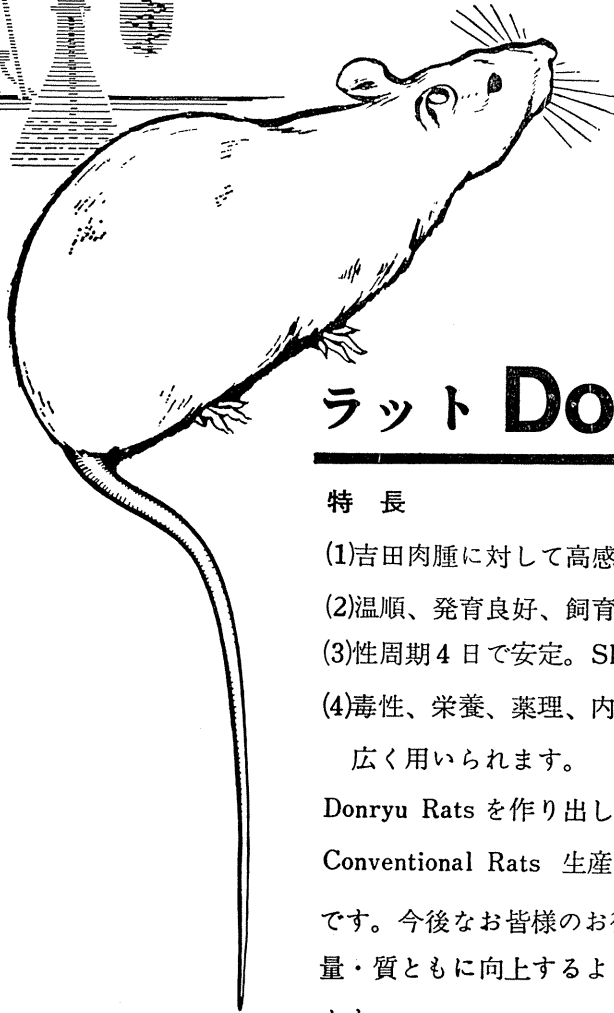 ラット Do
特 長
(1)吉田肉腫に対して高感
(2)温順、発育良好、飼育
(3)性周期4日で安定。S
(4)毒性、栄養、薬理、内
広く用いられます。
Donryu Rats を作り出し
Conventional Rats 生産
です。今後なお皆様のお
量・質ともに向上するよ